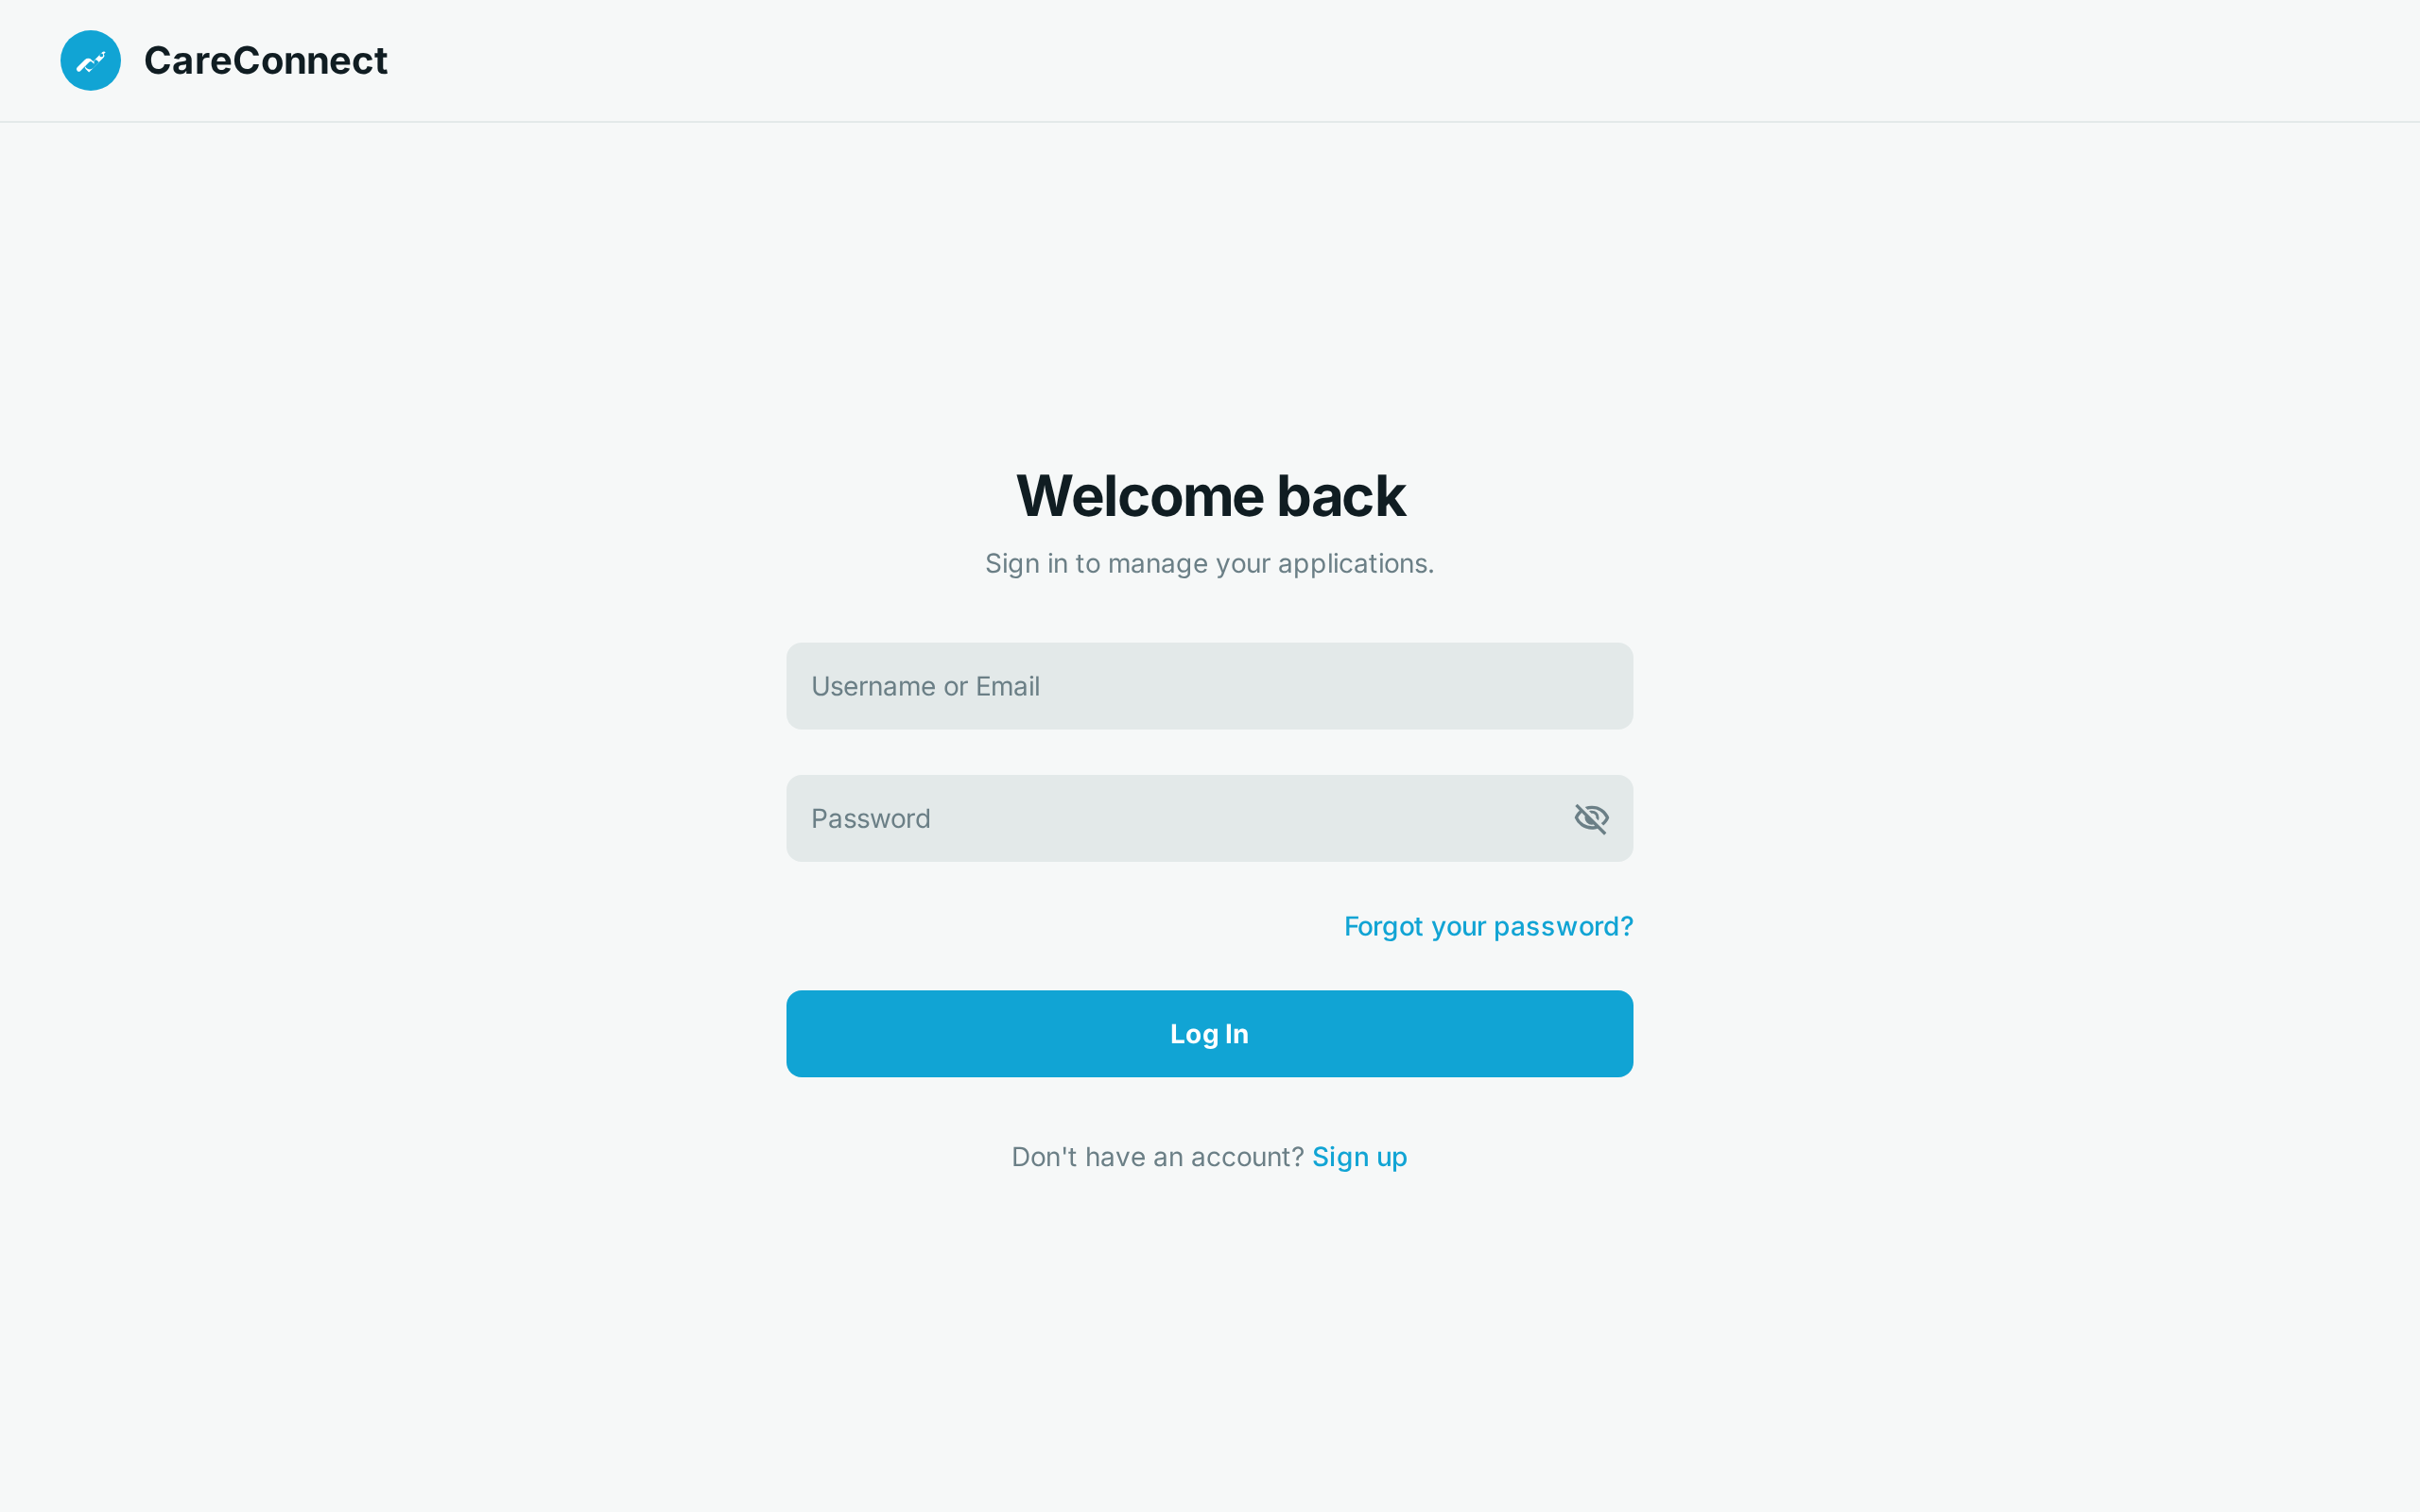 CareConnect
Welcome back
Sign in to manage your applications.
Username or Email
Password
Forgot your password?
Log In
Don't have an account? Sign up